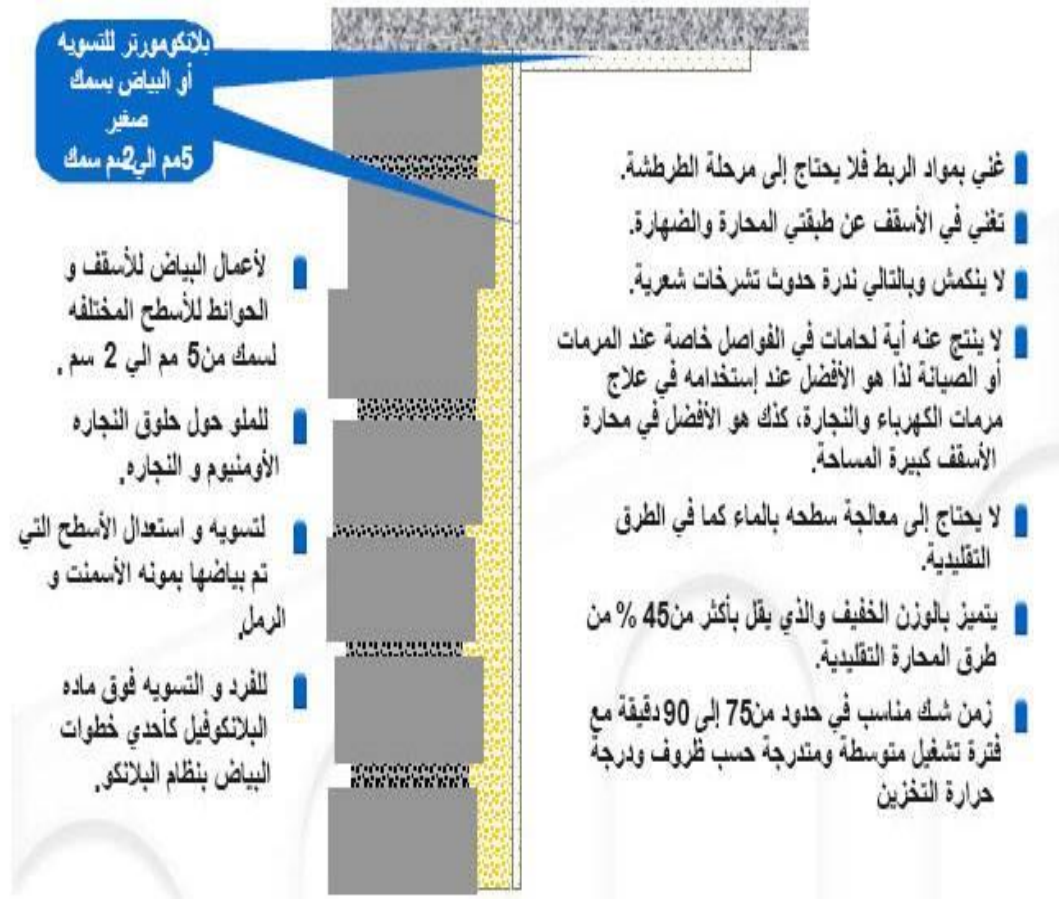 بلانكومورتر للتسويه
أو البياض بسمك
صغير
5مم الي2سم سمك
غني بمواد الربط فلا يحتاج إلى مرحلة الطرطشة.
تغني في الأسقف عن طبقتي المحارة والضهارة.
لا ينكمش وبالتالي ندرة حدوث تشرخات شعرية.
لا ينتج عنه أية لحامات في الفواصل خاصة عند المرمات
أو الصيانة لذا هو الأفضل عند إستخدامه في علاج
مرمات الكهرباء والنجارة، كذك هو الأفضل في محارة
الأسقف كبيرة المساحة.
لا يحتاج إلى معالجة سطحه بالماء كما في الطرق
التقليدية.
يتميز بالوزن الخفيف والذي يقل بأكثر من45 % من
طرق المحارة التقليدية.
زمن شك مناسب في حدود من75 إلى 90 دقيقة مع
فترة تشغيل متوسطة ومتدرجة حسب ظروف ودرجة
حرارة التخزين
لأعمال البياض للأسقف و
الحوائط للأسطح المختلفه
لسمك من5 مم الي 2 سم .
للملو حول حلوق النجاره
الأومنيوم و النجاره.
لتسويه و استعدال الأسطح التي
تم بياضها بمونه الأسمنت و
الرمل.
للفرد و التسويه فوق ماده
البلانكوفيل كأحدي خطوات
البياض بنظام البلانكو.